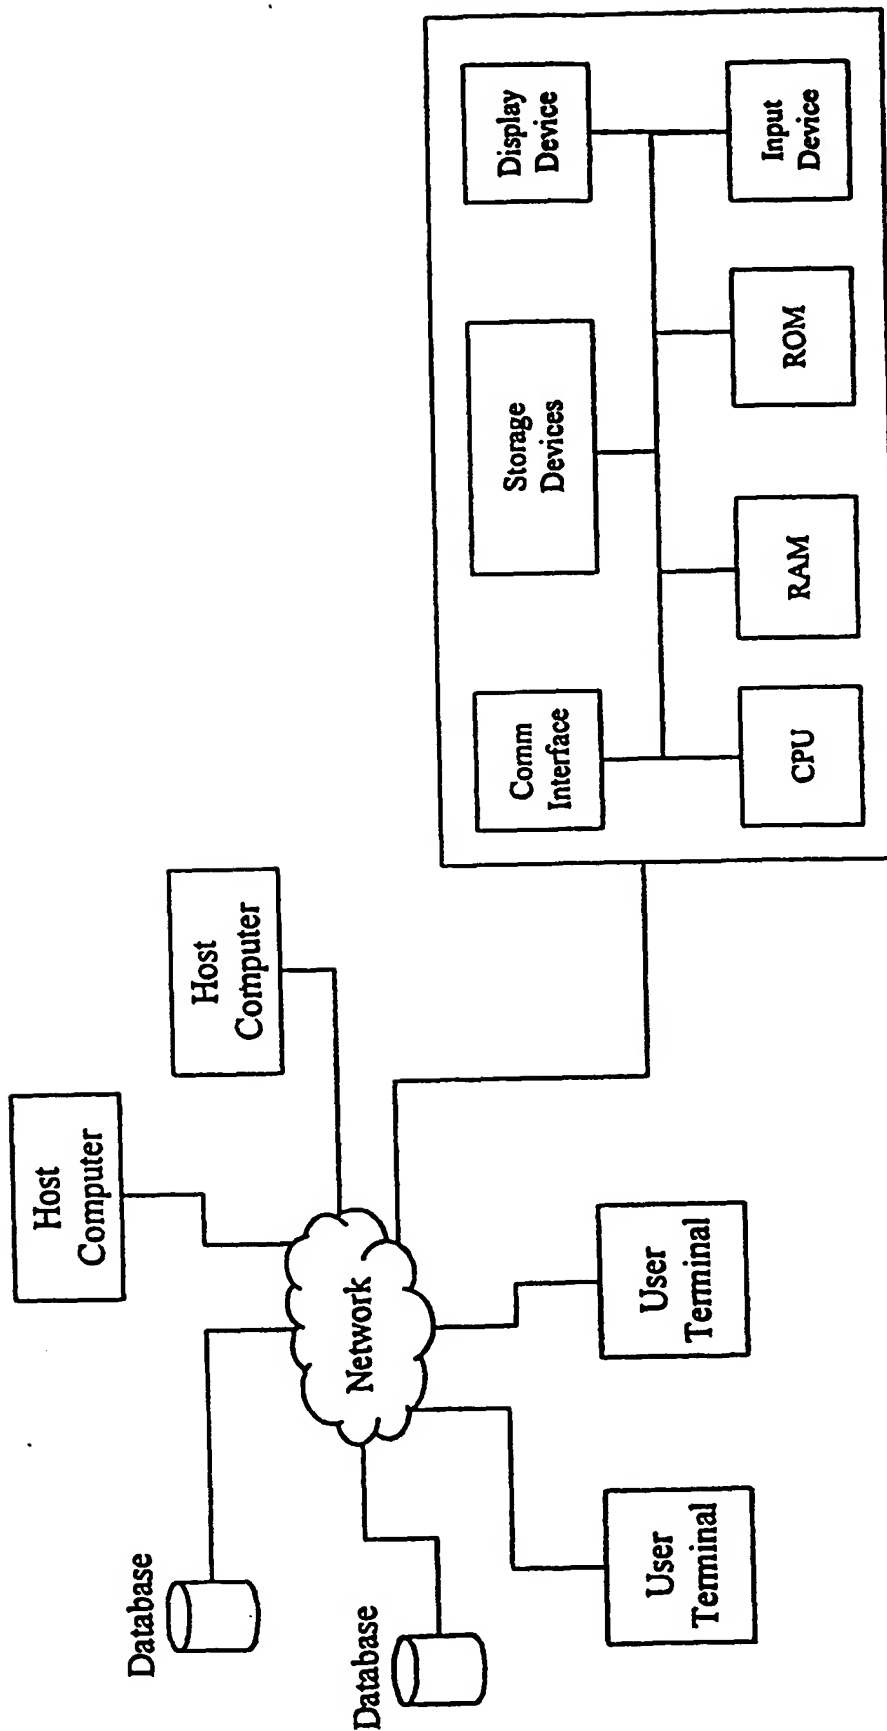 Database
Database
Host
Computer
Host
Computer
Network
User
Terminal
User
Terminal
Comm
Interface
Storage
Devices
Display
Device
CPU
RAM
ROM
Input
Device